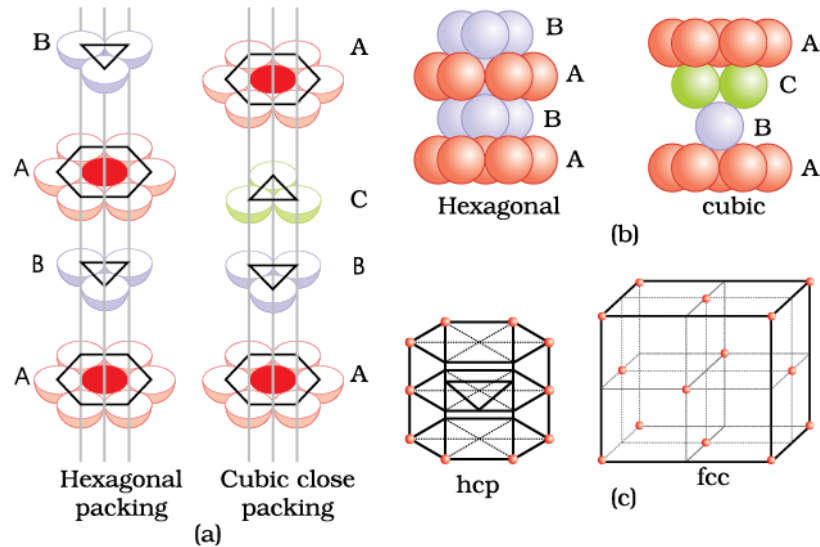 B
A
B
A
Hexagonal
packing
A
C
B
A
Cubic close
packing
(a)
B
A
B
A
Hexagonal
A
C
B
A
cubic
(b)
hcp
fcc
(c)